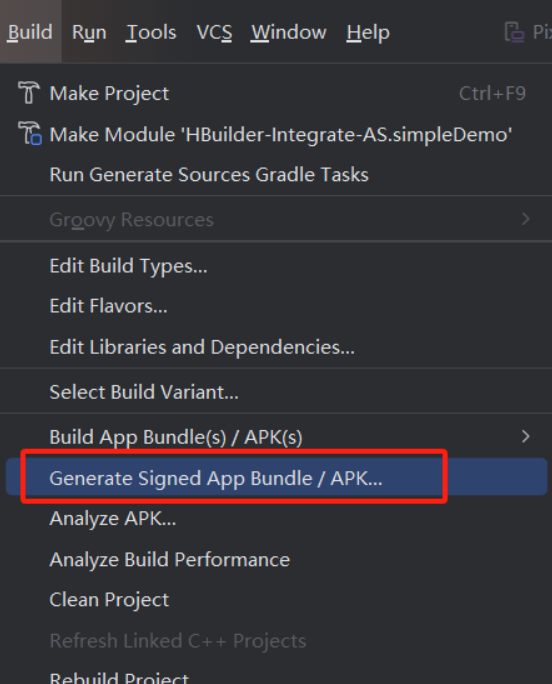 Build Run Tools VCS Window Help
Make Project Ctrl+F9
Make Module 'HBuilder-Integrate-AS.simpleDemo'
Run Generate Sources Gradle Tasks
Groovy Resources
Edit Build Types...
Edit Flavors...
Edit Libraries and Dependencies...
Select Build Variant...
Build App Bundle(s) / APK(s)
Generate Signed App Bundle / APK...
Analyze APK...
Analyze Build Performance
Clean Project
Refresh Linked C++ Projects
Rebuild Project